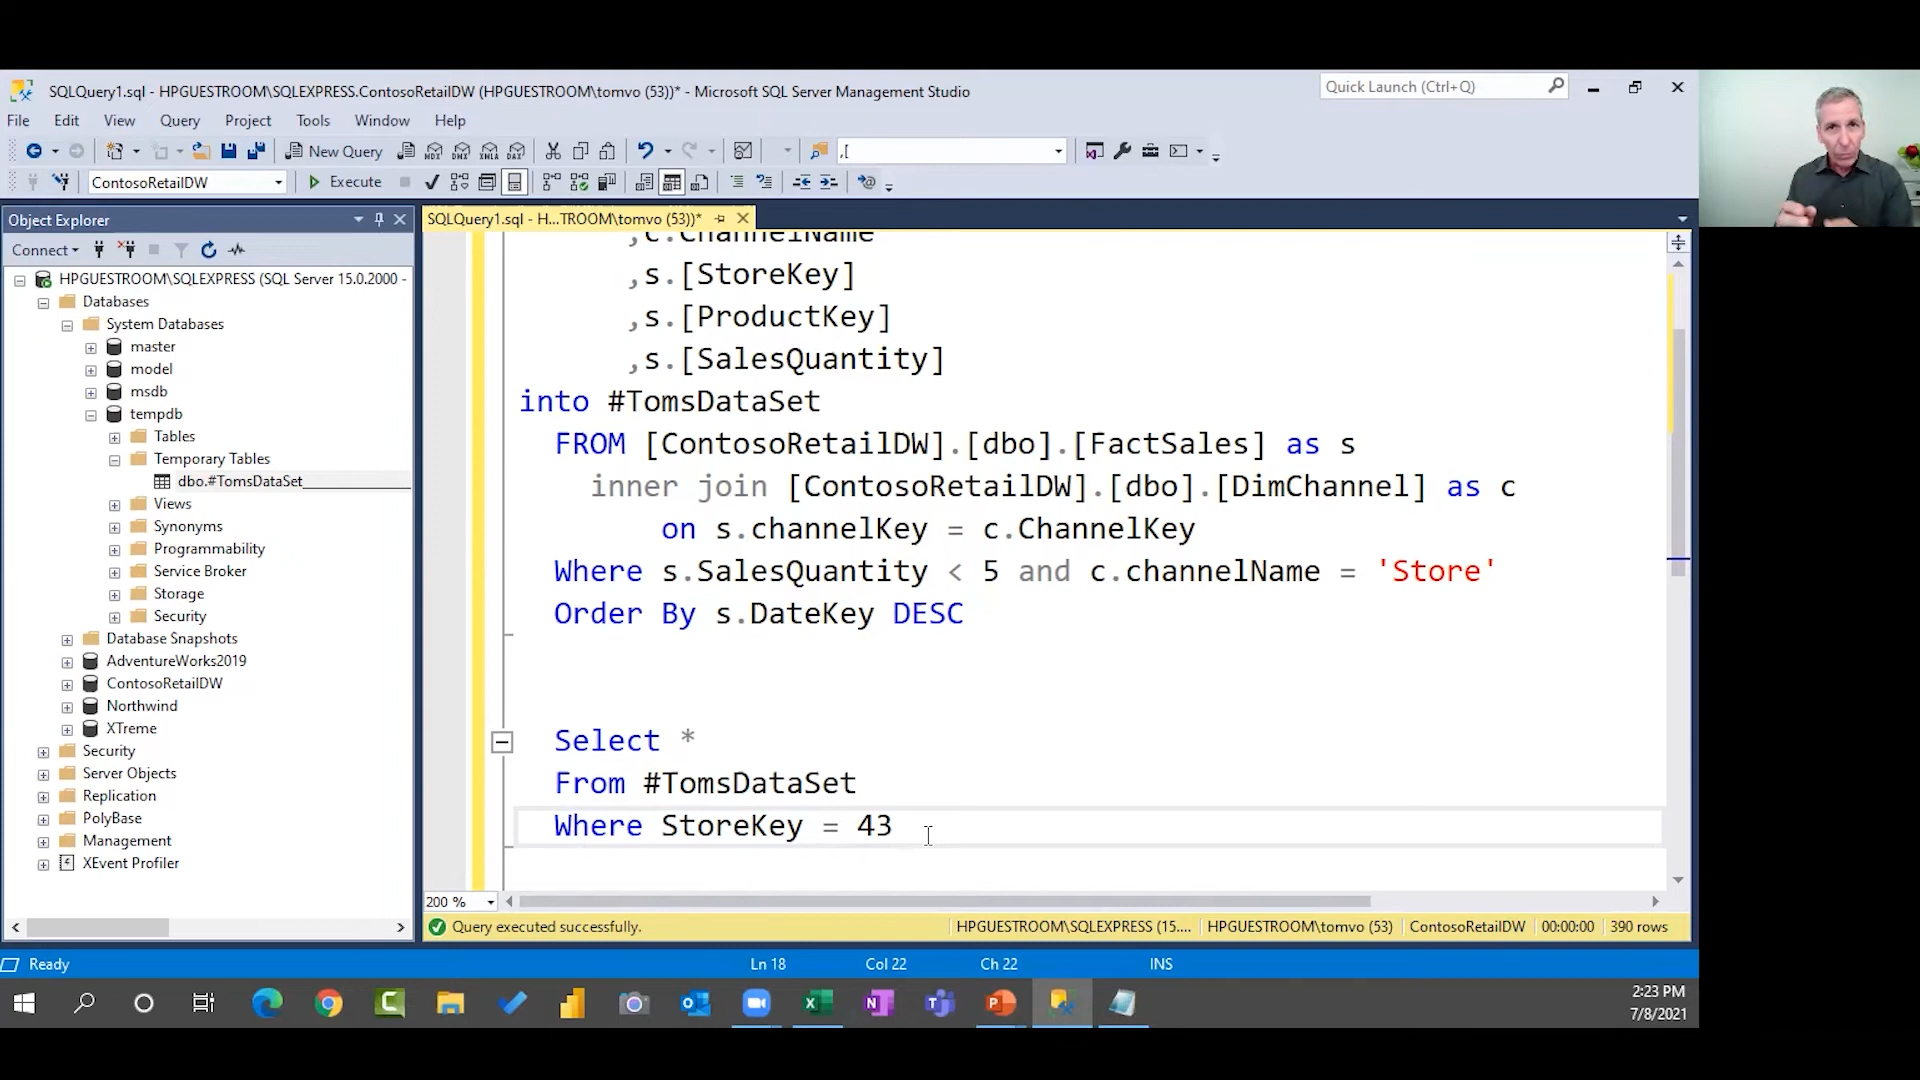 SQLQuery1.sql - HPGUESTROOM\SQLEXPRESS.ContosoRetailDW (HPGUESTROOM\tomvo (53))* - Microsoft SQL Server Management Studio
Quick Launch (Ctrl+Q)
File Edit View Query Project Tools Window Help
New Query
MDX DMX XMLA DAX
,[
ContosoRetailDW
Execute
Object Explorer
SQLQuery1.sql - H...TROOM\tomvo (53))*
Connect
HPGUESTROOM\SQLEXPRESS (SQL Server 15.0.2000 -
Databases
System Databases
master
model
msdb
tempdb
Tables
Temporary Tables
dbo.#TomsDataSet____________
Views
Synonyms
Programmability
Service Broker
Storage
Security
Database Snapshots
AdventureWorks2019
ContosoRetailDW
Northwind
XTreme
Security
Server Objects
Replication
PolyBase
Management
XEvent Profiler
,c.ChannelName
,s.[StoreKey]
,s.[ProductKey]
,s.[SalesQuantity]
into #TomsDataSet
FROM [ContosoRetailDW].[dbo].[FactSales] as s
inner join [ContosoRetailDW].[dbo].[DimChannel] as c
on s.channelKey = c.ChannelKey
Where s.SalesQuantity < 5 and c.channelName = 'Store'
Order By s.DateKey DESC
Select *
From #TomsDataSet
Where StoreKey = 43
200 %
Query executed successfully.
HPGUESTROOM\SQLEXPRESS (15.... HPGUESTROOM\tomvo (53) ContosoRetailDW 00:00:00 390 rows
Ready
Ln 18 Col 22 Ch 22 INS
2:23 PM
7/8/2021